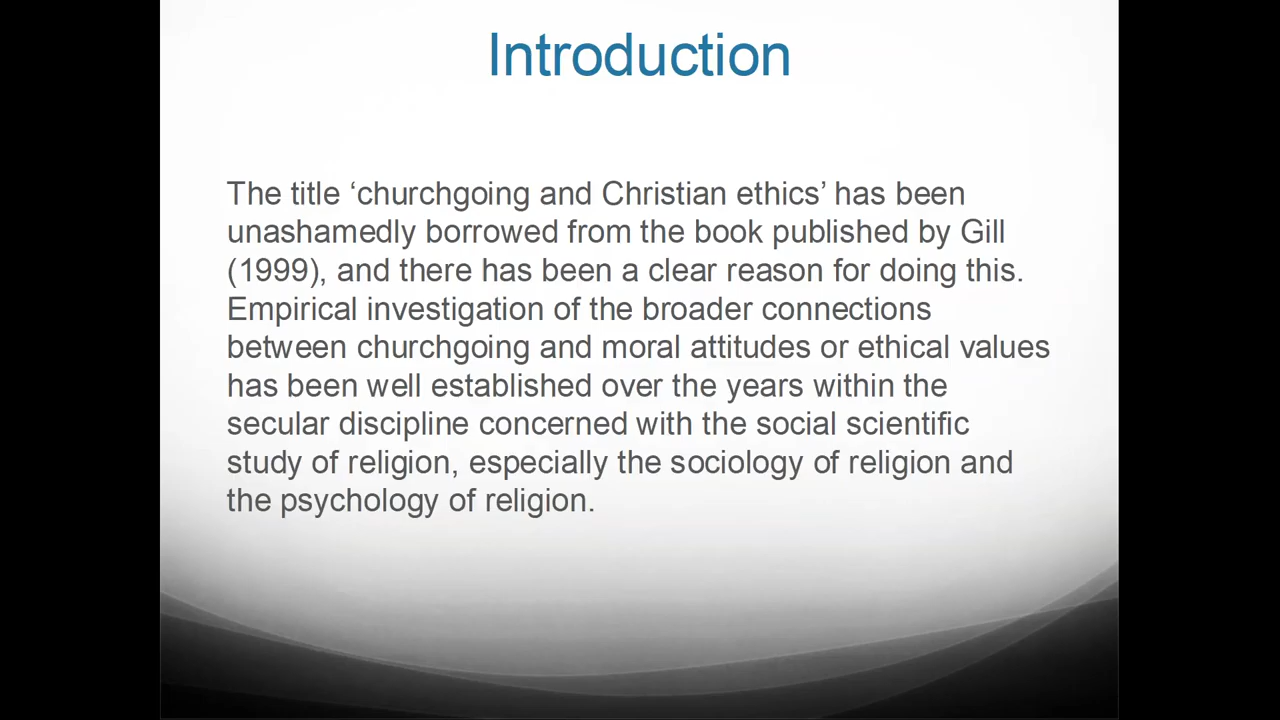 Introduction
The title ‘churchgoing and Christian ethics’ has been
unashamedly borrowed from the book published by Gill
(1999), and there has been a clear reason for doing this.
Empirical investigation of the broader connections
between churchgoing and moral attitudes or ethical values
has been well established over the years within the
secular discipline concerned with the social scientific
study of religion, especially the sociology of religion and
the psychology of religion.